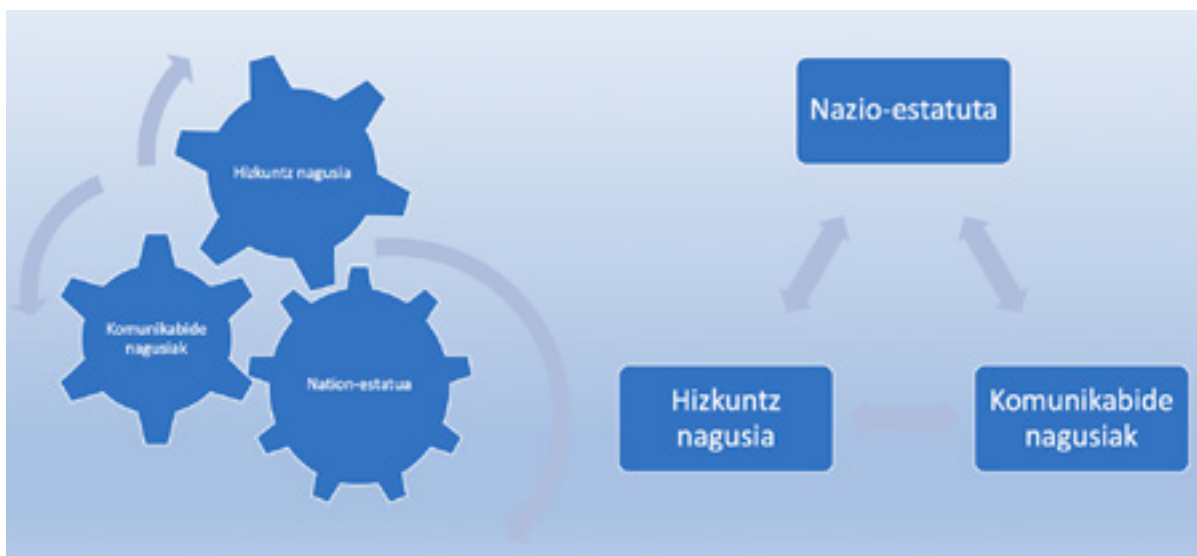 Hizkuntz nagusia
Komunikabide
nagusiak
Nation-estatua
Nazio-estatuta
Hizkuntz
nagusia
Komunikabide
nagusiak